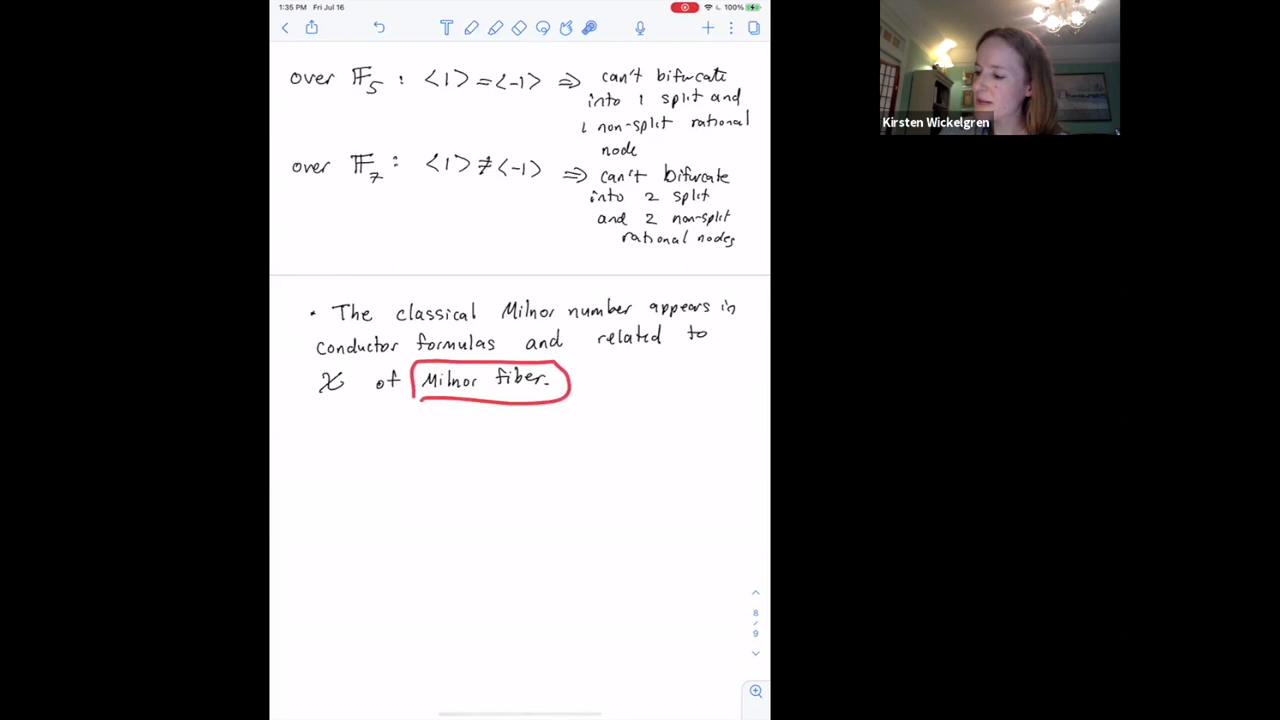 1:35 PM Fri Jul 16
100%
T
over 𝔽₅ : <1> = <-1> ⇒ can't bifurcate
into 1 split and
1 non-split rational
node
over 𝔽₇ : <1> ≠ <-1> ⇒ can't bifurcate
into 2 split
and 2 non-split
rational nodes
• The classical Milnor number appears in
conductor formulas and related to
χ of Milnor fiber.
8
/
9
Kirsten Wickelgren